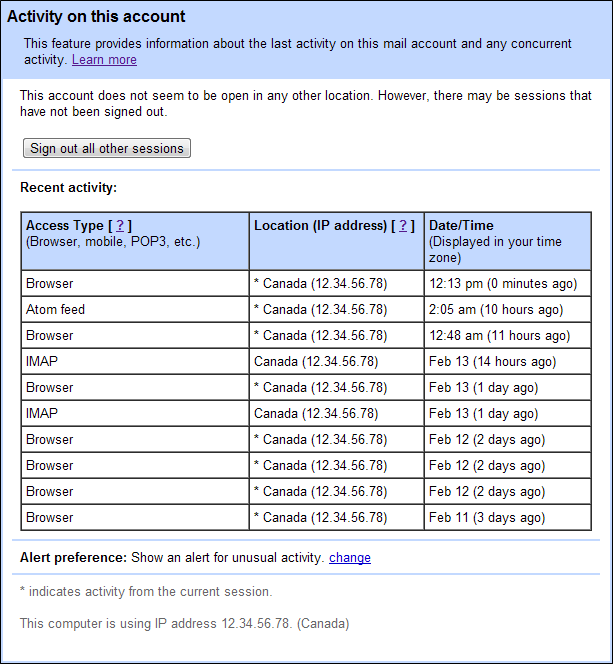 Activity on this account
This feature provides information about the last activity on this mail account and any concurrent
activity. Learn more
This account does not seem to be open in any other location. However, there may be sessions that
have not been signed out.
Sign out all other sessions
Recent activity:
Access Type [ ? ] Location (IP address) [ ? ] Date/Time
(Browser, mobile, POP3, etc.) (Displayed in your time
zone)
Browser * Canada (12.34.56.78) 12:13 pm (0 minutes ago)
Atom feed * Canada (12.34.56.78) 2:05 am (10 hours ago)
Browser * Canada (12.34.56.78) 12:48 am (11 hours ago)
IMAP Canada (12.34.56.78) Feb 13 (14 hours ago)
Browser * Canada (12.34.56.78) Feb 13 (1 day ago)
IMAP Canada (12.34.56.78) Feb 13 (1 day ago)
Browser * Canada (12.34.56.78) Feb 12 (2 days ago)
Browser * Canada (12.34.56.78) Feb 12 (2 days ago)
Browser * Canada (12.34.56.78) Feb 12 (2 days ago)
Browser * Canada (12.34.56.78) Feb 11 (3 days ago)
Alert preference: Show an alert for unusual activity. change
* indicates activity from the current session.
This computer is using IP address 12.34.56.78. (Canada)